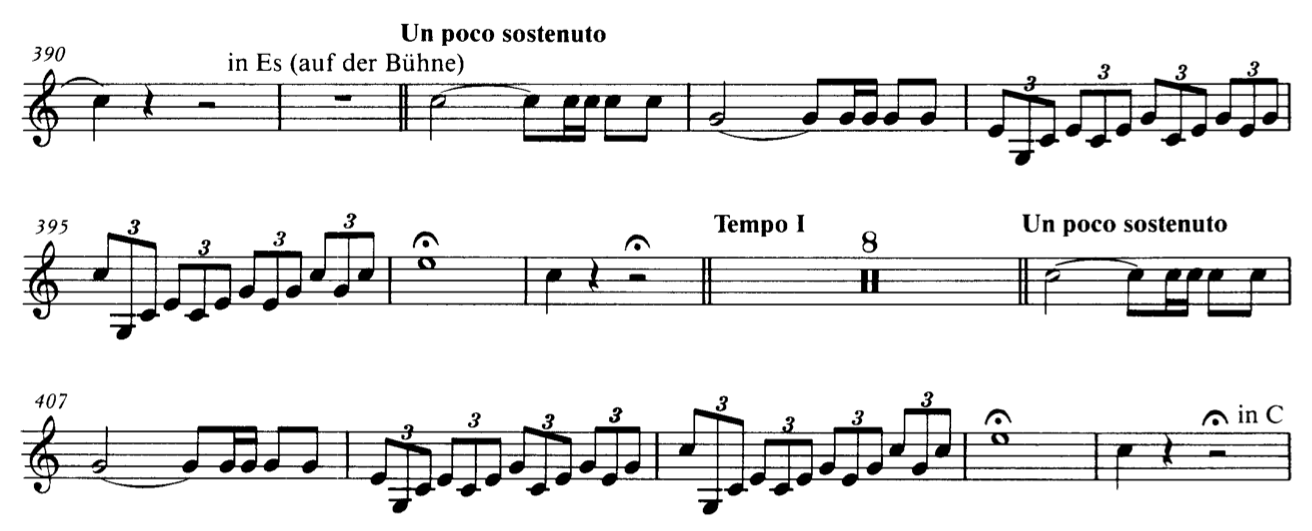 Un poco sostenuto
390
in Es (auf der Bühne)
3 3 3 3
395
3 3 3 3
Tempo I
8
Un poco sostenuto
407
3 3 3 3
3 3 3 3
in C